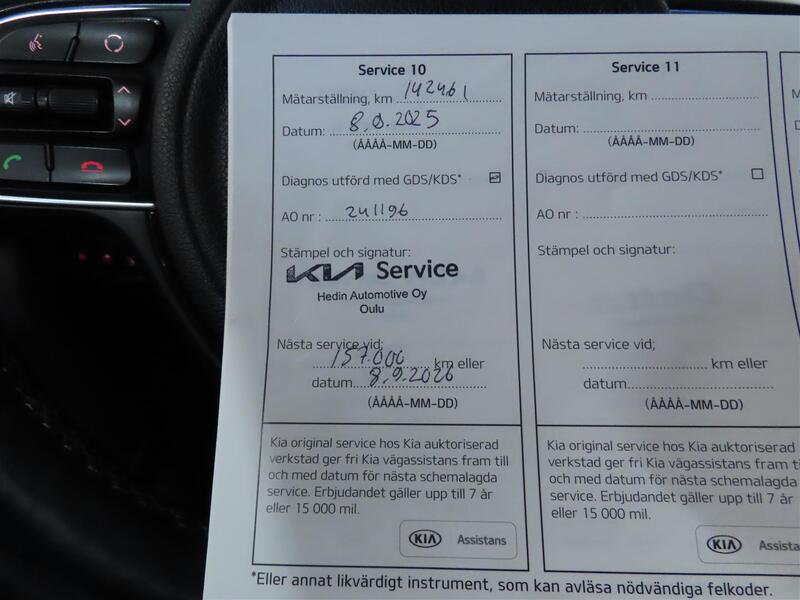 Service 10
Mätarställning, km 142461
Datum: 8.9.2025
(ÅÅÅÅ-MM-DD)
Diagnos utförd med GDS/KDS*
AO nr : 241196
Stämpel och signatur:
KIA Service
Hedin Automotive Oy
Oulu
Nästa service vid;
157.000 km eller
datum 8.9.2026
(ÅÅÅÅ-MM-DD)
Kia original service hos Kia auktoriserad
verkstad ger fri Kia vägassistans fram till
och med datum för nästa schemalagda
service. Erbjudandet gäller upp till 7 år
eller 15 000 mil.
KIA Assistans
Service 11
Mätarställning, km
Datum:
(ÅÅÅÅ-MM-DD)
Diagnos utförd med GDS/KDS*
AO nr :
Stämpel och signatur:
Nästa service vid;
km eller
datum
(ÅÅÅÅ-MM-DD)
Kia original service hos Kia auktoriserad
verkstad ger fri Kia vägassistans fram ti
och med datum för nästa schemalagda
service. Erbjudandet gäller upp till 7 år
eller 15 000 mil.
KIA Assista
*Eller annat likvärdigt instrument, som kan avläsa nödvändiga felkoder.